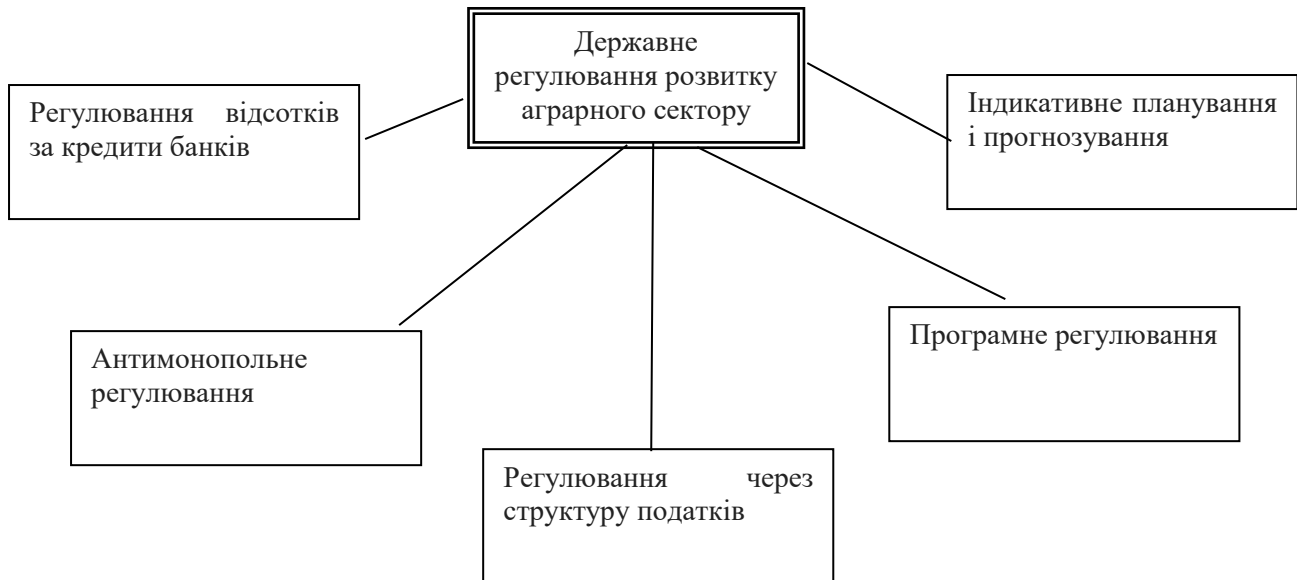 Державне
регулювання розвитку
аграрного сектору
Регулювання відсотків
за кредити банків
Індикативне планування
і прогнозування
Антимонопольне
регулювання
Програмне регулювання
Регулювання через
структуру податків